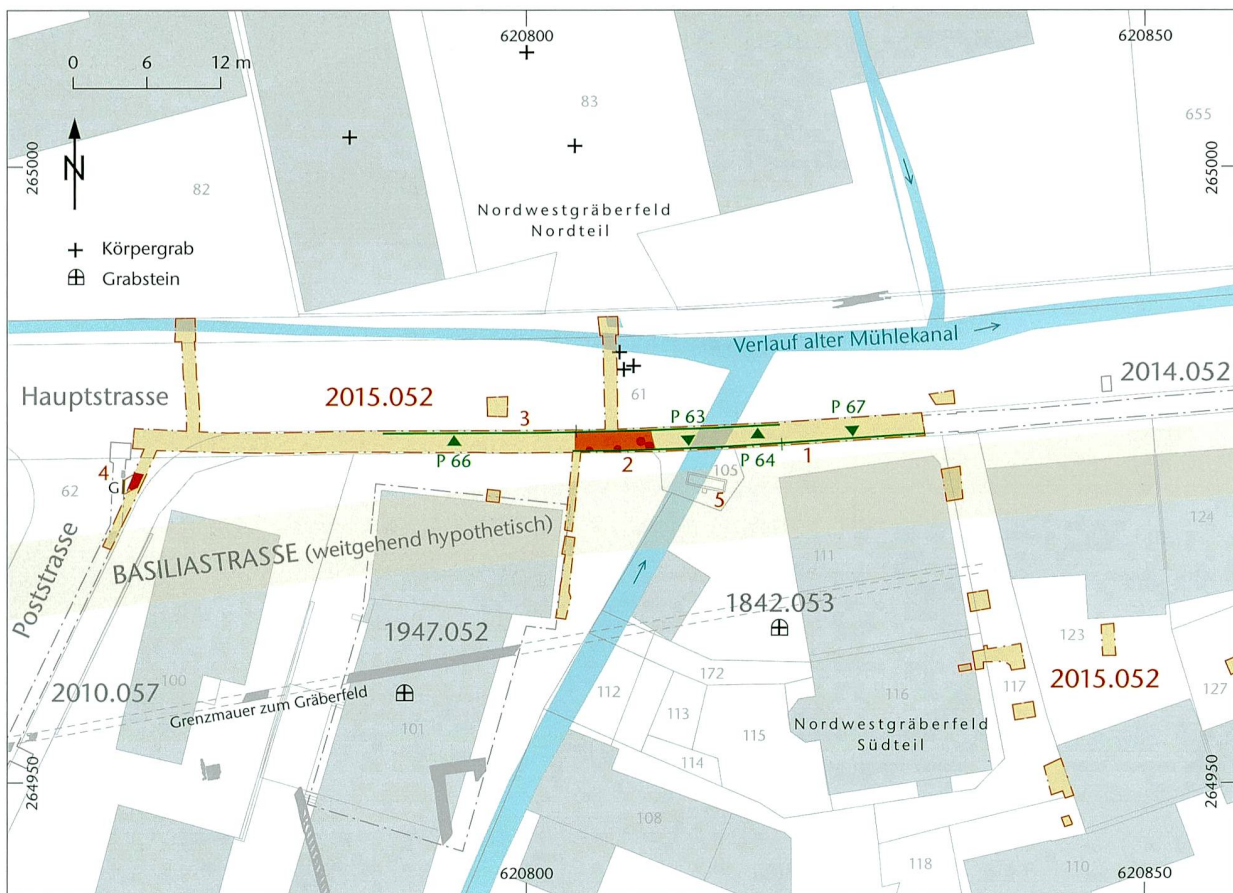 620800
620850
0 6 12 m
83
655
265000
N
265000
82
Nordwestgräberfeld
Nordteil
Körpergrab
Grabstein
Verlauf alter Mühlekanal
Hauptstrasse
2015.052
61
2014.052
3
P 63
P 67
P 66
2
P 64
1
4
G
62
105
5
124
BASILIASTRASSE (weitgehend hypothetisch)
111
Poststrasse
1842.053
1947.052
123
2010.057
100
172
2015.052
Grenzmauer zum Gräberfeld
112
116
117
127
101
113
115
Nordwestgräberfeld
Südteil
114
264950
264950
108
118
110
620800
620850